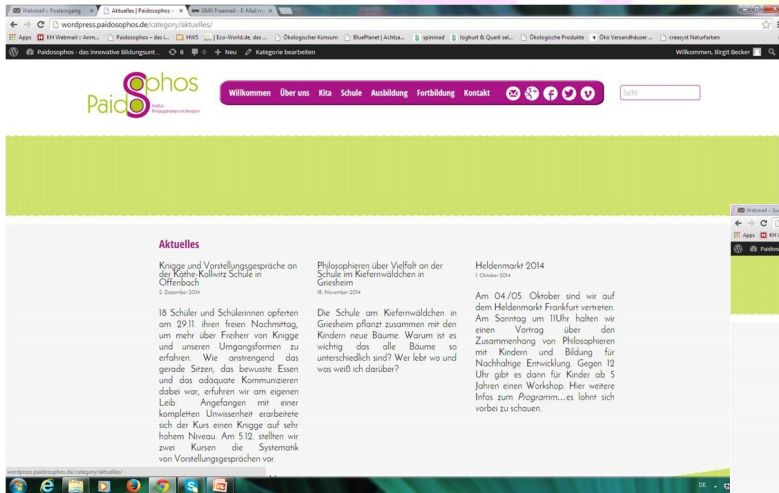 Webmail :: Posteingang
Aktuelles | Paidosophos -
GMX Freemail - E-Mail m
wordpress.paidosophos.de/category/aktuelles/
Apps KH Webmail :: Anm... Paidosophos – das i... HWS Eco-World.de, das ... Ökologischer Konsum BluePlanet | Achtsa... spinnrad Joghurt & Quark sel... Ökologische Produkte Öko Versandhäuser ... creasyst Naturfarben
Paidosophos - das innovative Bildungsunt... 8 0 + Neu Kategorie bearbeiten Willkommen, Birgit Becker
Paidosophos
Institut
Philosophieren mit Kindern
Willkommen Über uns Kita Schule Ausbildung Fortbildung Kontakt
Suche
Aktuelles
Knigge und Vorstellungsgespräche an
der Käthe-Kollwitz Schule in
Offenbach
2. Dezember 2014
18 Schüler und Schülerinnen opferten
am 29.11. ihren freien Nachmittag,
um mehr über Freiherr von Knigge
und unseren Umgangsformen zu
erfahren. Wie anstrengend das
gerade Sitzen, das bewusste Essen
und das adäquate Kommunizieren
dabei war, erfuhren wir am eigenen
Leib. Angefangen mit einer
kompletten Unwissenheit erarbeitete
sich der Kurs einen Knigge auf sehr
hohem Niveau. Am 5.12. stellten wir
zwei Kursen die Systematik
von Vorstellungsgesprächen vor.
Philosophieren über Vielfalt an der
Schule im Kiefernwäldchen in
Griesheim
18. November 2014
Die Schule am Kiefernwäldchen in
Griesheim pflanzt zusammen mit den
Kindern neue Bäume. Warum ist es
wichtig das alle Bäume so
unterschiedlich sind? Wer lebt wo und
was weiß ich darüber?
Heldenmarkt 2014
1. Oktober 2014
Am 04./05. Oktober sind wir auf
dem Heldenmarkt Frankfurt vertreten.
Am Sonntag um 11Uhr halten wir
einen Vortrag über den
Zusammenhang von Philosophieren
mit Kindern und Bildung für
Nachhaltige Entwicklung. Gegen 12
Uhr gibt es dann für Kinder ab 5
Jahren einen Workshop. Hier weitere
Infos zum Programm...es lohnt sich
vorbei zu schauen.
wordpress.paidosophos.de/category/aktuelles/
Webmail :: Su
Apps KH
Paidoso
DE